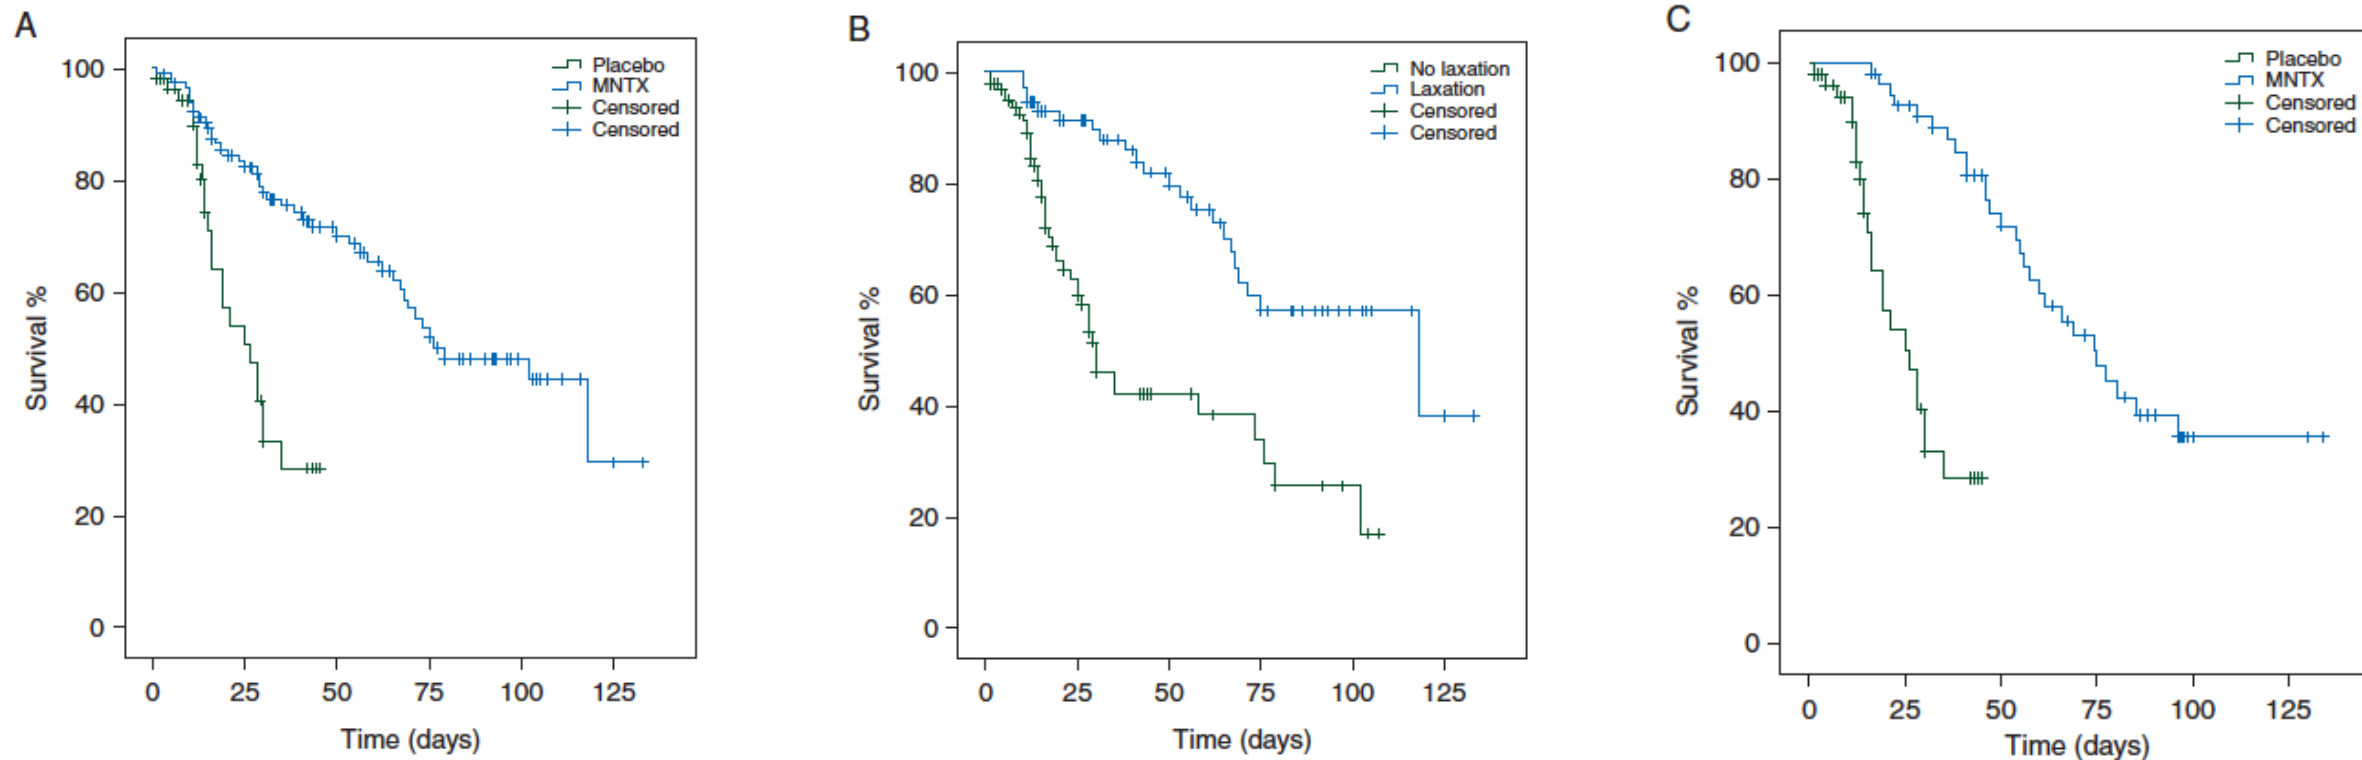 A
Placebo
MNTX
Censored
Censored
100
80
60
40
20
0
Survival %
0 25 50 75 100 125
Time (days)
B
No laxation
Laxation
Censored
Censored
100
80
60
40
20
0
Survival %
0 25 50 75 100 125
Time (days)
C
Placebo
MNTX
Censored
Censored
100
80
60
40
20
0
Survival %
0 25 50 75 100 125
Time (days)